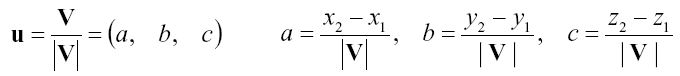 u = V / |V| = (a, b, c)    a = (x₂ − x₁) / |V| ,   b = (y₂ − y₁) / | V | ,   c = (z₂ − z₁) / | V |